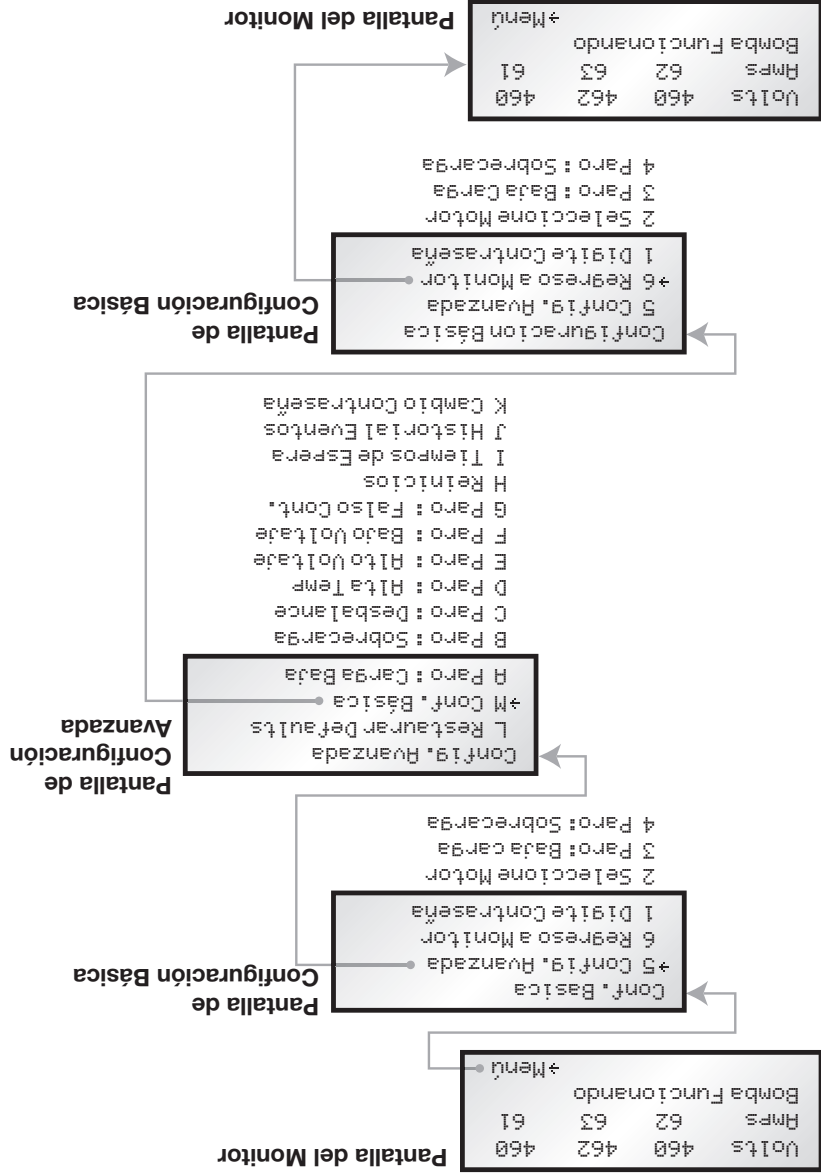 Pantalla del Monitor
Volts 460 462 460
Amps 62 63 61
Bomba Funcionando
→Menú
Pantalla de
Configuración Básica
Conf. Basica
→5 Config. Avanzada
6 Regreso a Monitor
1 Digite Contraseña
2 Seleccione Motor
3 Paro: Baja carga
4 Paro: Sobrecarga
Pantalla de
Configuración
Avanzada
Config. Avanzada
L Restaurar Defaults
→M Conf. Básica
A Paro: Carga Baja
B Paro: Sobrecarga
C Paro: Desbalance
D Paro: Alta Temp
E Paro: Alto Voltaje
F Paro: Bajo Voltaje
G Paro: Falso Cont.
H Reinicios
I Tiempos de Espera
J Historial Eventos
K Cambio Contraseña
Pantalla de
Configuración Básica
Configuracion Básica
5 Config. Avanzada
→6 Regreso a Monitor
1 Digite Contraseña
2 Seleccione Motor
3 Paro: Baja Carga
4 Paro: Sobrecarga
Volts 460 462 460
Amps 62 63 61
Bomba Funcionando
→Menú
Pantalla del Monitor